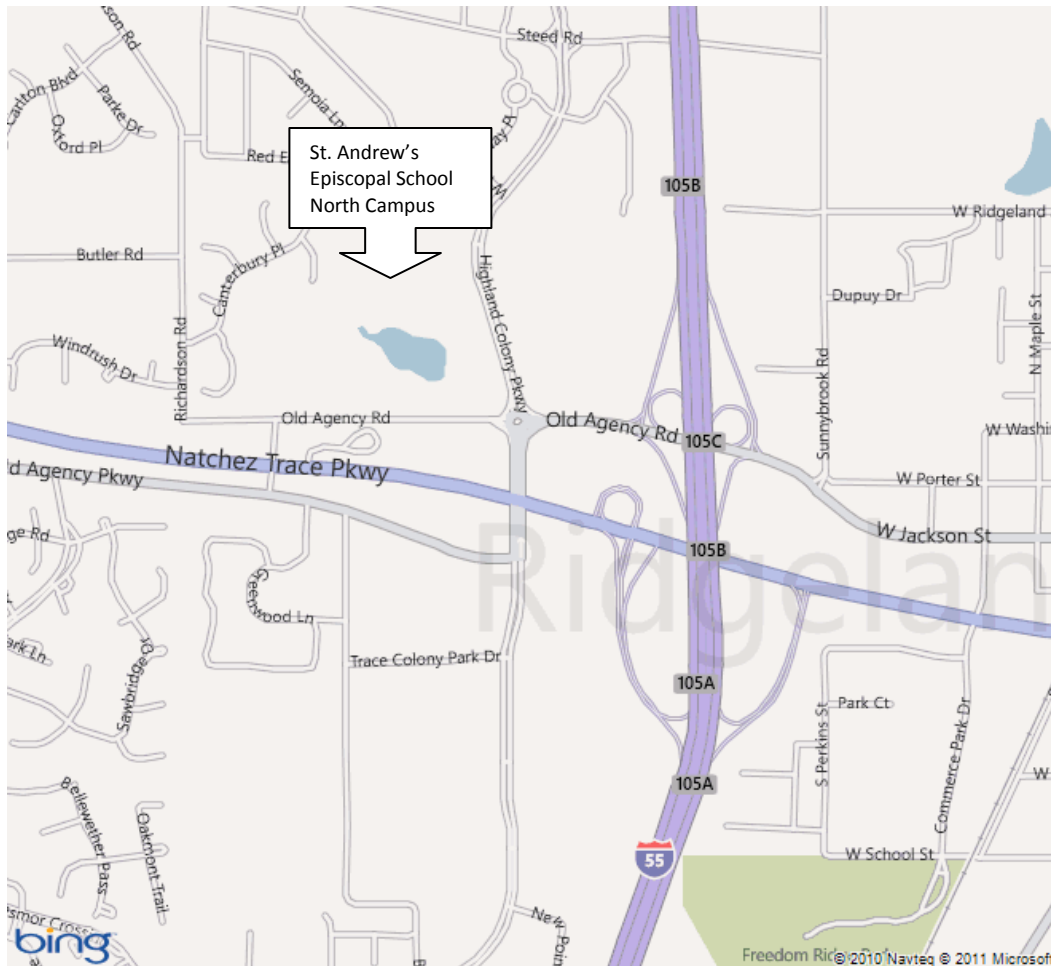 Steed Rd
Carlton Blvd
Parke Dr
Oxford Pl
Semoia Ln
St. Andrew's
Episcopal School
North Campus
105B
W Ridgeland
Butler Rd
Canterbury Pl
Highland Colony Pkwy
Dupuy Dr
N Maple St
Windrush Dr
Richardson Rd
Sunnybrook Rd
Old Agency Rd
Old Agency Rd
105C
W Washi
Natchez Trace Pkwy
ld Agency Pkwy
W Porter St
W Jackson St
ge Rd
105B
Ridgelan
Greenwood Ln
ark Ln
Sawbridge Dr
Trace Colony Park Dr
105A
Park Ct
S Perkins St
Commerce Park Dr
105A
Bellewether Pass
Oakmont Trail
55
W School St
bing
© 2010 Navteq © 2011 Microsoft